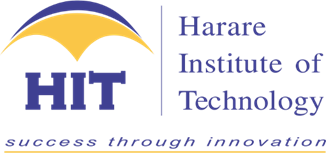 HIT
Harare
Institute of
Technology
success through innovation